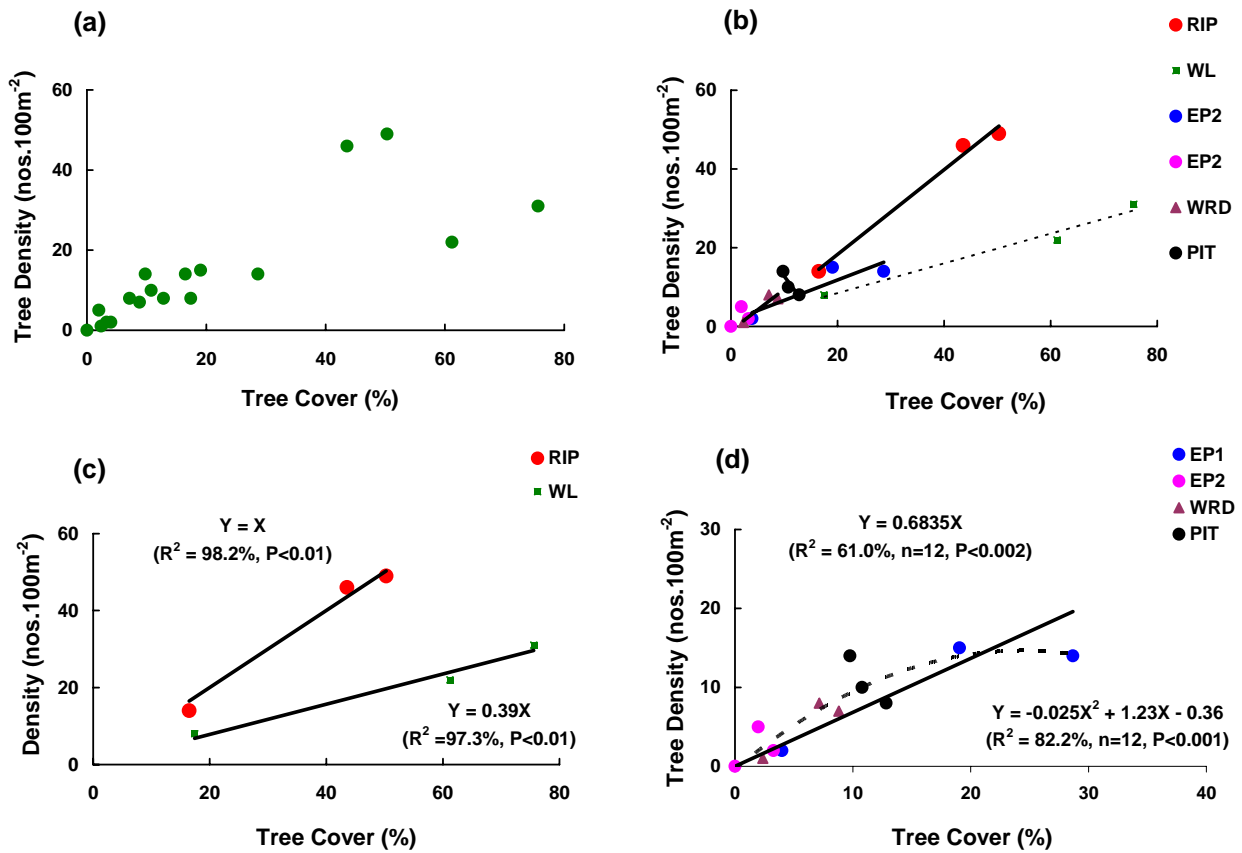 (a)
Tree Density (nos.100m-2)
60
40
20
0
0 20 40 60 80
Tree Cover (%)
(b)
RIP
WL
EP2
EP2
WRD
PIT
Tree Density (nos.100m-2)
60
40
20
0
0 20 40 60 80
Tree Cover (%)
(c)
RIP
WL
Density (nos.100m-2)
60
40
20
0
Y = X
(R2 = 98.2%, P<0.01)
Y = 0.39X
(R2 =97.3%, P<0.01)
0 20 40 60 80
Tree Cover (%)
(d)
EP1
EP2
WRD
PIT
Tree Density (nos.100m-2)
30
20
10
0
Y = 0.6835X
(R2 = 61.0%, n=12, P<0.002)
Y = -0.025X2 + 1.23X - 0.36
(R2 = 82.2%, n=12, P<0.001)
0 10 20 30 40
Tree Cover (%)